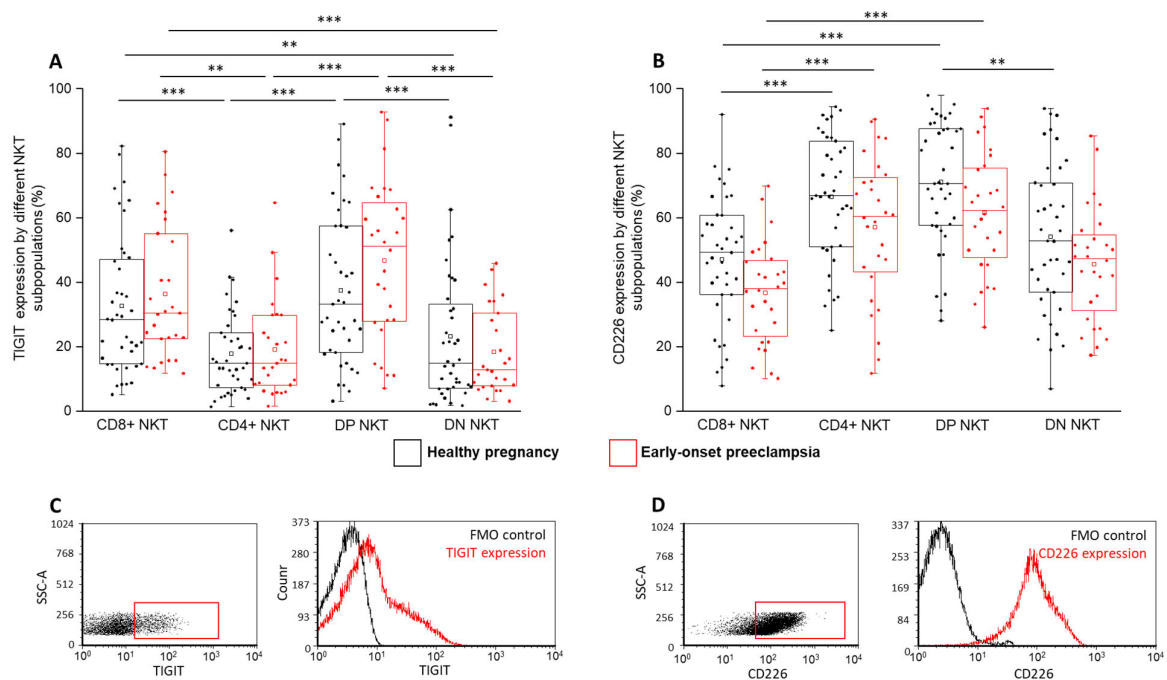 ***
**
** *** ***
*** *** ***
A
TIGIT expression by different NKT
subpopulations (%)
100
80
60
40
20
0
CD8+ NKT CD4+ NKT DP NKT DN NKT
***
***
*** **
***
B
CD226 expression by different NKT
subpopulations (%)
100
80
60
40
20
0
CD8+ NKT CD4+ NKT DP NKT DN NKT
Healthy pregnancy Early-onset preeclampsia
C
SSC-A
1024
768
512
256
0
10⁰ 10¹ 10² 10³ 10⁴
TIGIT
Counr
373
280
187
93
0
FMO control
TIGIT expression
10⁰ 10¹ 10² 10³ 10⁴
TIGIT
D
SSC-A
1024
768
512
256
0
10⁰ 10¹ 10² 10³ 10⁴
CD226
337
253
169
84
0
FMO control
CD226 expression
10⁰ 10¹ 10² 10³ 10⁴
CD226